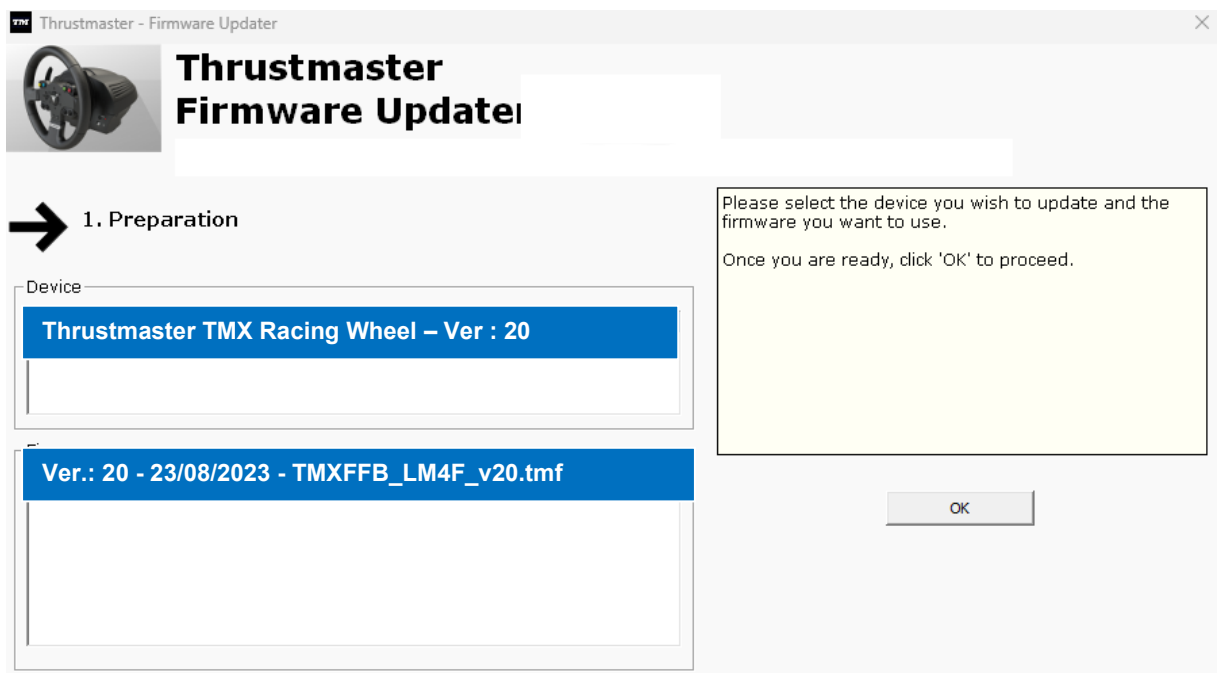 Thrustmaster - Firmware Updater
Thrustmaster
Firmware Update
1. Preparation
Please select the device you wish to update and the
firmware you want to use.
Once you are ready, click 'OK' to proceed.
Device
Thrustmaster TMX Racing Wheel – Ver : 20
Ver.: 20 - 23/08/2023 - TMXFFB_LM4F_v20.tmf
OK